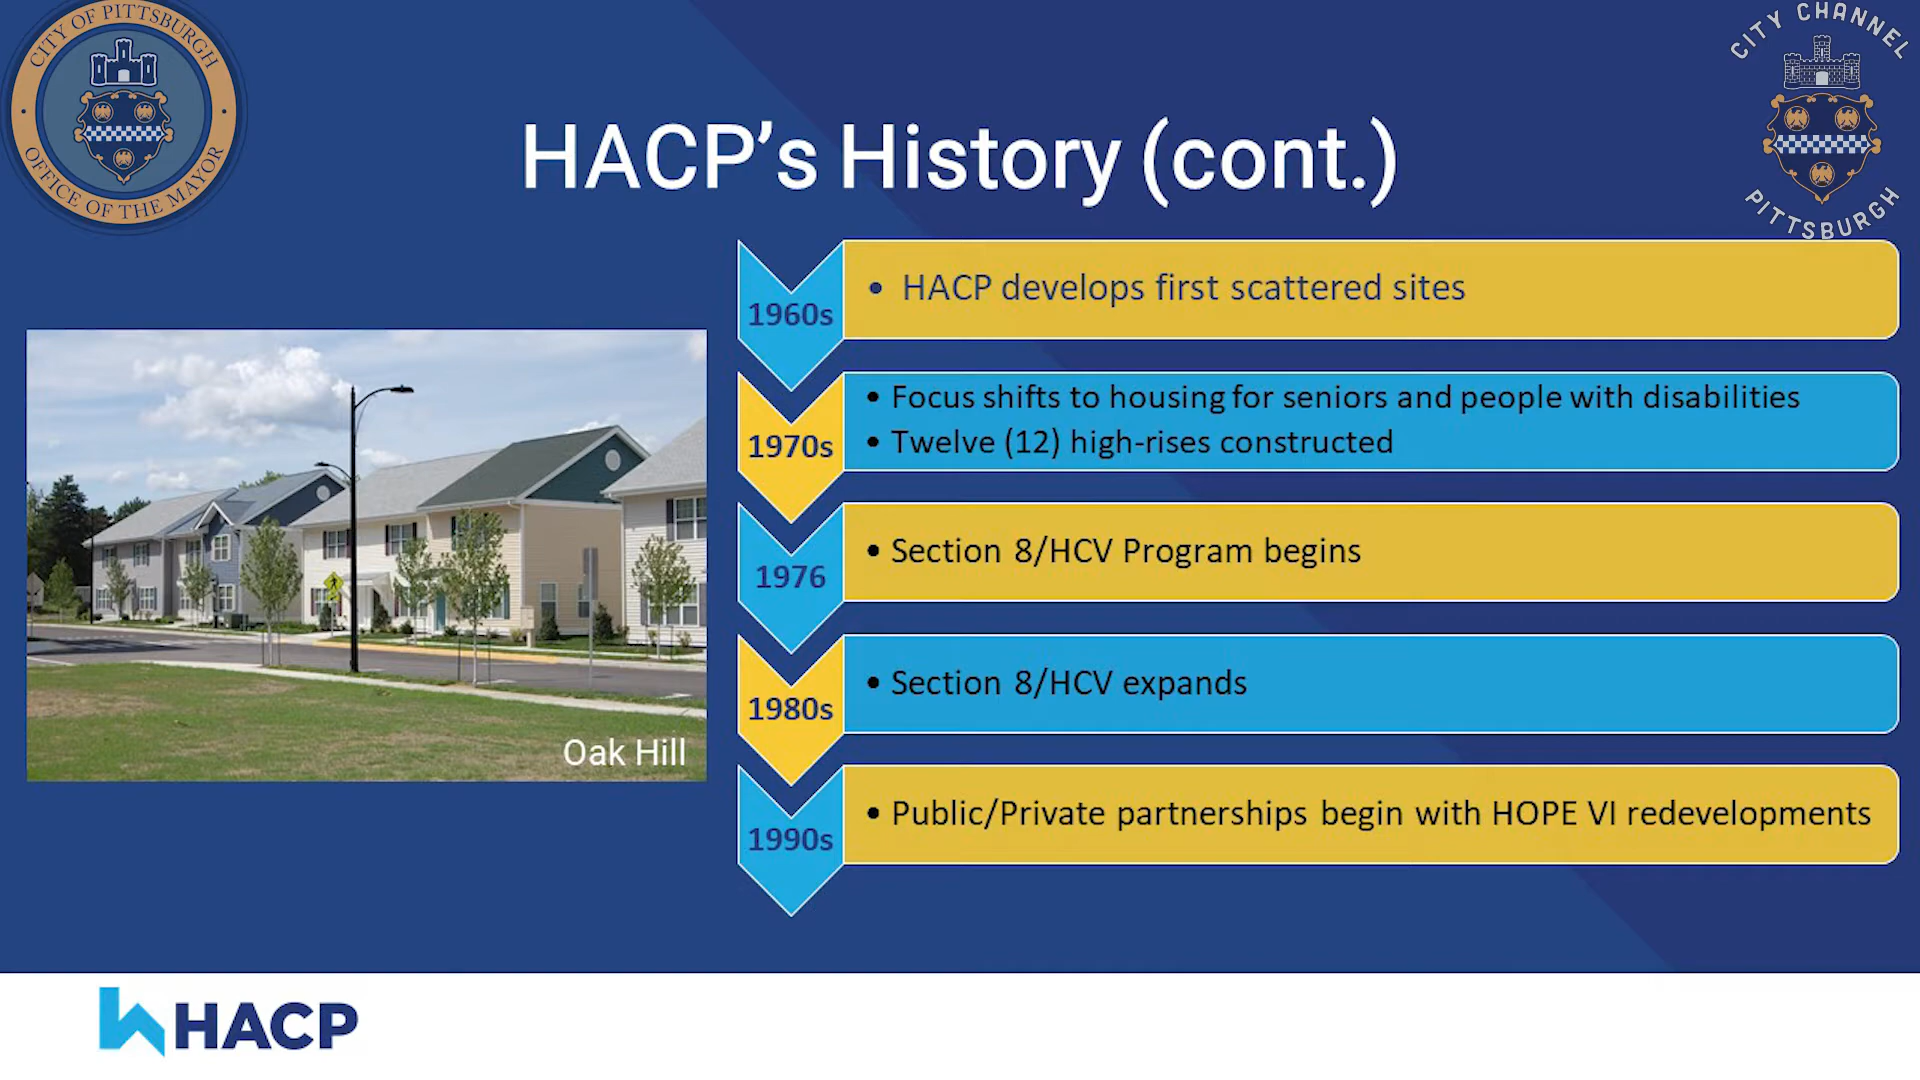 CITY OF PITTSBURGH
OFFICE OF THE MAYOR
CITY CHANNEL
PITTSBURGH
HACP’s History (cont.)
1960s
• HACP develops first scattered sites
1970s
• Focus shifts to housing for seniors and people with disabilities
• Twelve (12) high-rises constructed
1976
• Section 8/HCV Program begins
1980s
• Section 8/HCV expands
1990s
• Public/Private partnerships begin with HOPE VI redevelopments
Oak Hill
HACP